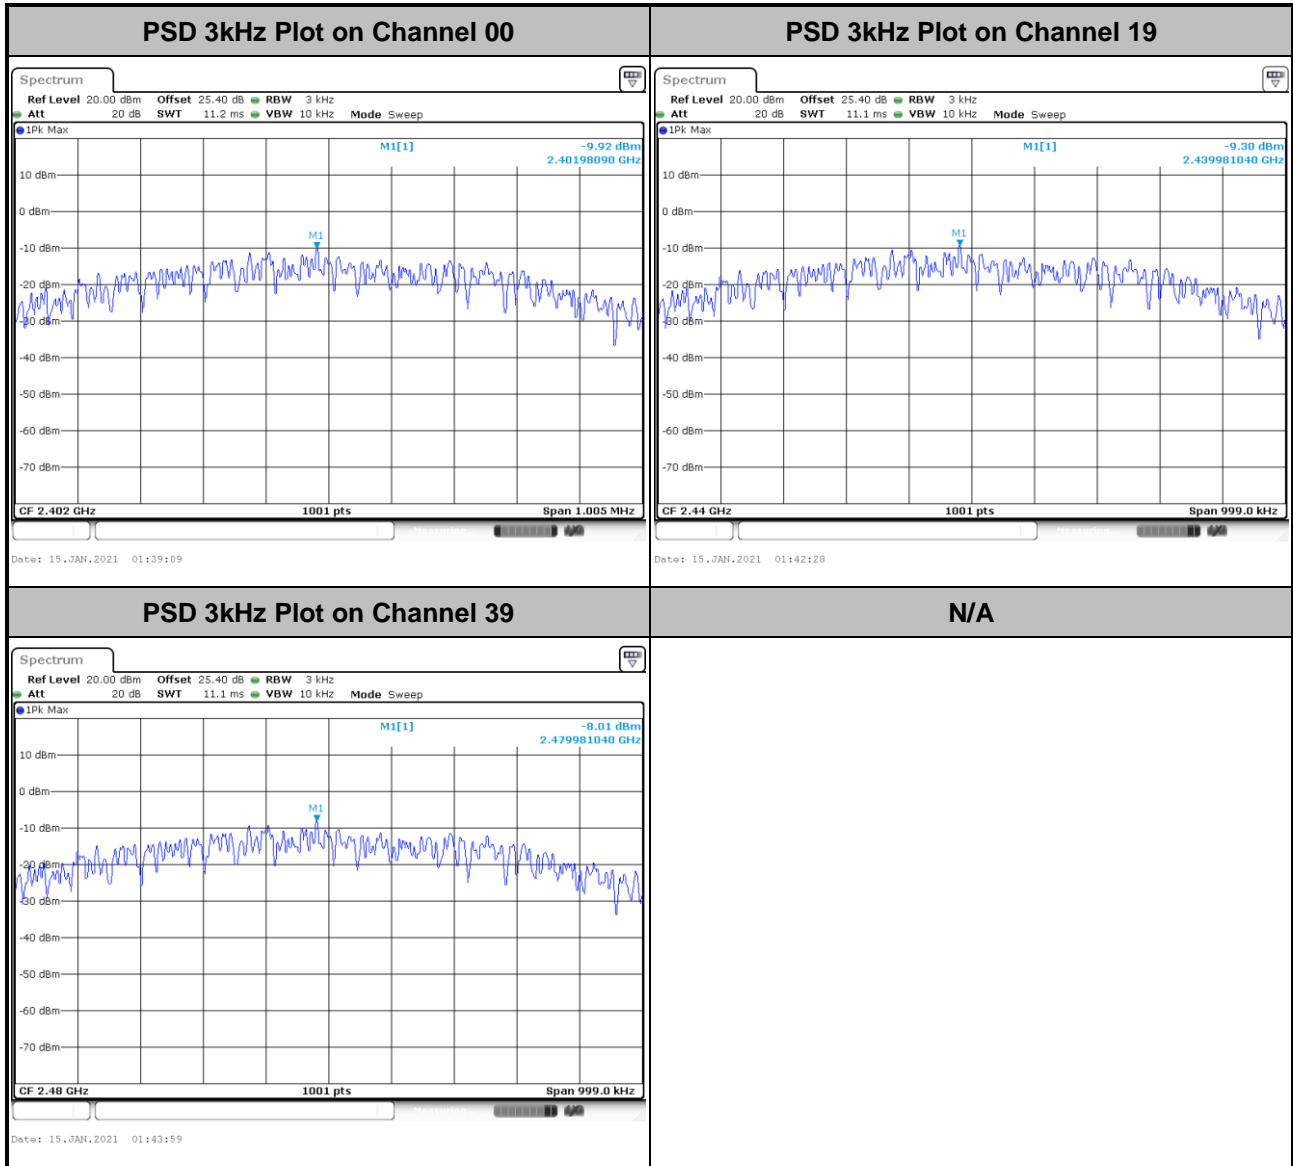 PSD 3kHz Plot on Channel 00
Spectrum
Ref Level 20.00 dBm Offset 25.40 dB RBW 3 kHz
Att 20 dB SWT 11.2 ms VBW 10 kHz Mode Sweep
1Pk Max
M1[1] -9.92 dBm
2.40198090 GHz
10 dBm
0 dBm
M1
-10 dBm
-20 dBm
-30 dBm
-40 dBm
-50 dBm
-60 dBm
-70 dBm
CF 2.402 GHz 1001 pts Span 1.005 MHz
Date: 15.JAN.2021 01:39:09
PSD 3kHz Plot on Channel 19
Spectrum
Ref Level 20.00 dBm Offset 25.40 dB RBW 3 kHz
Att 20 dB SWT 11.1 ms VBW 10 kHz Mode Sweep
1Pk Max
M1[1] -9.30 dBm
2.439981040 GHz
10 dBm
0 dBm
M1
-10 dBm
-20 dBm
-30 dBm
-40 dBm
-50 dBm
-60 dBm
-70 dBm
CF 2.44 GHz 1001 pts Span 999.0 kHz
Date: 15.JAN.2021 01:42:28
PSD 3kHz Plot on Channel 39
Spectrum
Ref Level 20.00 dBm Offset 25.40 dB RBW 3 kHz
Att 20 dB SWT 11.1 ms VBW 10 kHz Mode Sweep
1Pk Max
M1[1] -8.01 dBm
2.479981040 GHz
10 dBm
0 dBm
M1
-10 dBm
-20 dBm
-30 dBm
-40 dBm
-50 dBm
-60 dBm
-70 dBm
CF 2.48 GHz 1001 pts Span 999.0 kHz
Date: 15.JAN.2021 01:43:59
N/A